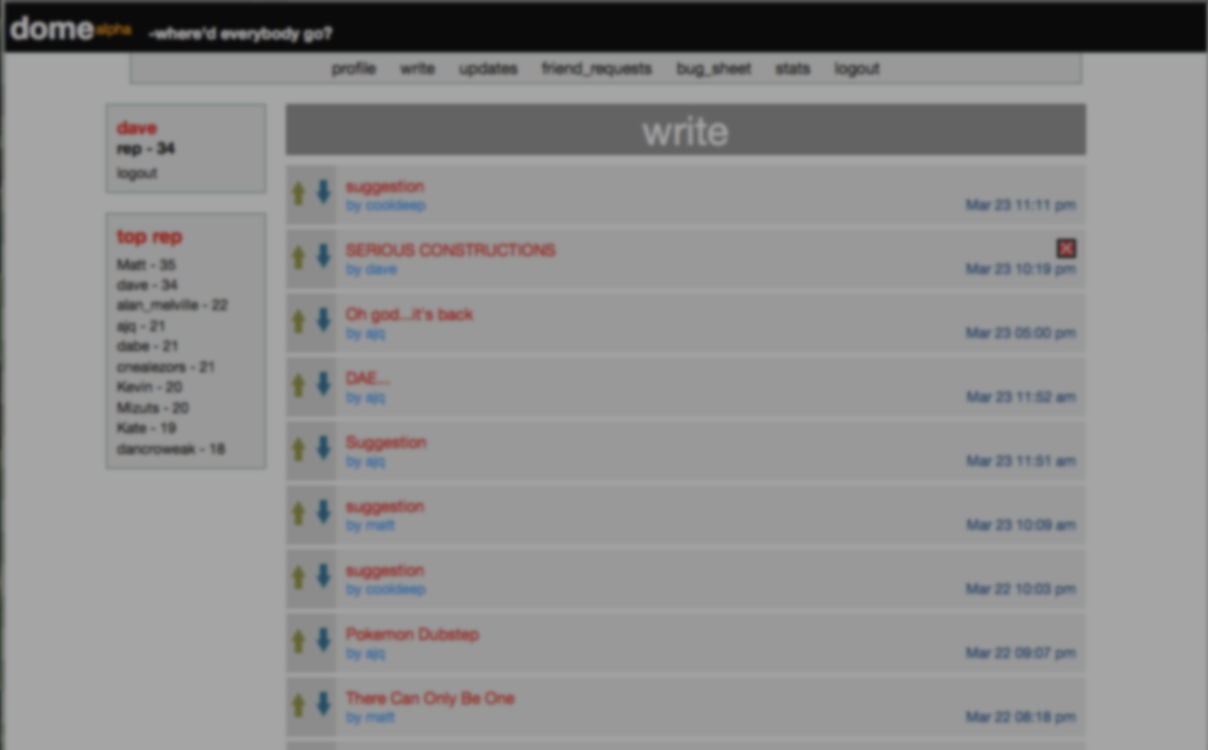 domealpha -where'd everybody go?
profile write updates friend_requests bug_sheet stats logout
dave
rep - 34
logout
top rep
Matt - 35
dave - 34
alan_melville - 22
ajq - 21
dabe - 21
cnealezors - 21
Kevin - 20
Mizuts - 20
Kate - 19
dancroweak - 18
write
suggestion
by cooldeep
Mar 23 11:11 pm
SERIOUS CONSTRUCTIONS
by dave
Mar 23 10:19 pm
Oh god...it's back
by ajq
Mar 23 05:00 pm
DAE...
by ajq
Mar 23 11:52 am
Suggestion
by ajq
Mar 23 11:51 am
suggestion
by matt
Mar 23 10:09 am
suggestion
by cooldeep
Mar 22 10:03 pm
Pokemon Dubstep
by ajq
Mar 22 09:07 pm
There Can Only Be One
by matt
Mar 22 08:18 pm